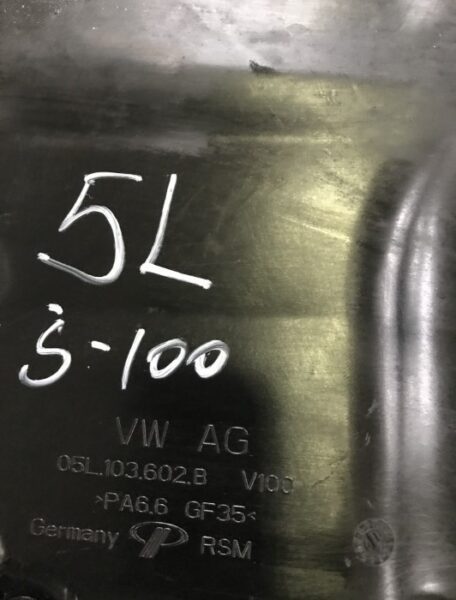 5L
Ṡ-100
VW AG
05L.103.602.B V100
>PA6.6 GF35<
Germany RSM